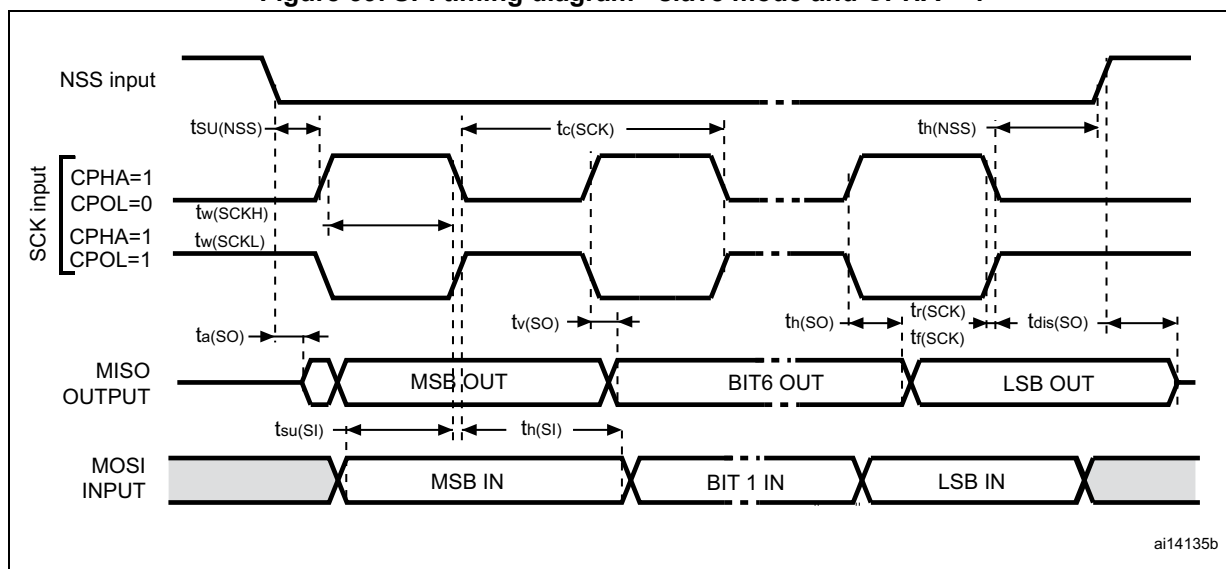 NSS input
tSU(NSS)
tc(SCK)
th(NSS)
SCK input
CPHA=1
CPOL=0
tw(SCKH)
CPHA=1
tw(SCKL)
CPOL=1
ta(SO)
tv(SO)
th(SO)
tr(SCK)
tf(SCK)
tdis(SO)
MISO
OUTPUT
MSB OUT
BIT6 OUT
LSB OUT
tsu(SI)
th(SI)
MOSI
INPUT
MSB IN
BIT 1 IN
LSB IN
ai14135b